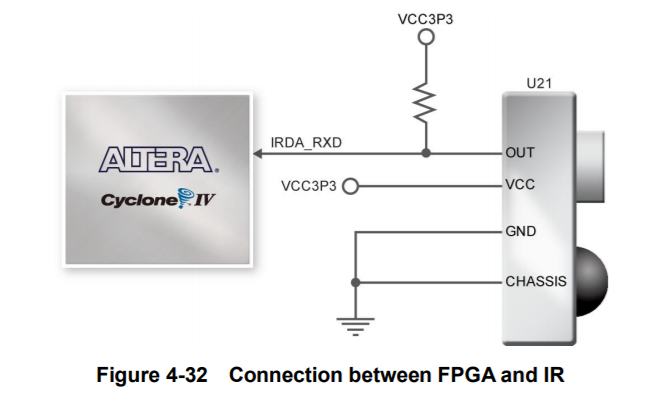 VCC3P3
U21
IRDA_RXD
OUT
ALTERA.
VCC3P3
VCC
Cyclone IV
GND
CHASSIS
Figure 4-32 Connection between FPGA and IR